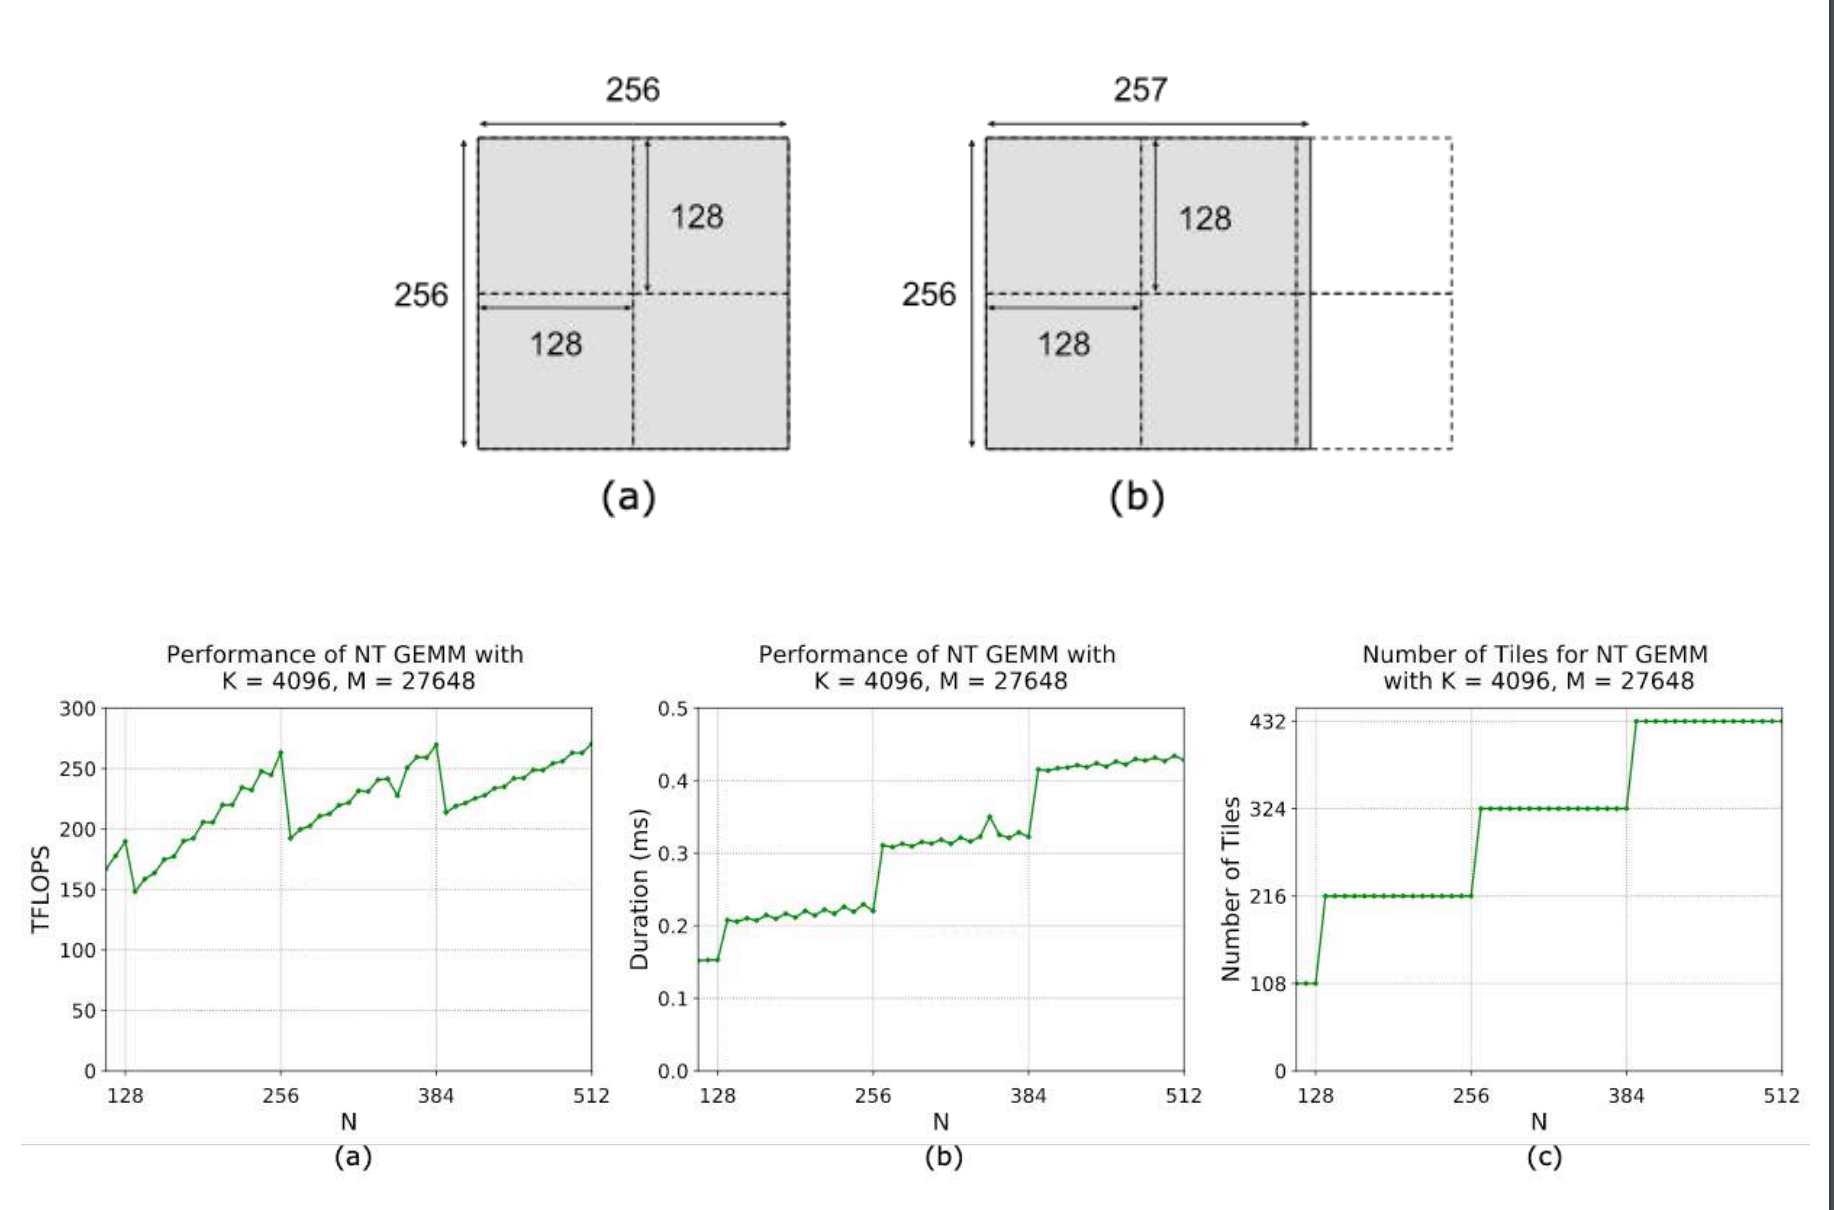 256
257
128
128
256
256
128
128
(a)
(b)
Performance of NT GEMM with
K = 4096, M = 27648
300
250
200
150
100
50
0
TFLOPS
128
256
384
512
N
(a)
Performance of NT GEMM with
K = 4096, M = 27648
0.5
0.4
0.3
0.2
0.1
0.0
Duration (ms)
128
256
384
512
N
(b)
Number of Tiles for NT GEMM
with K = 4096, M = 27648
432
324
216
108
0
Number of Tiles
128
256
384
512
N
(c)